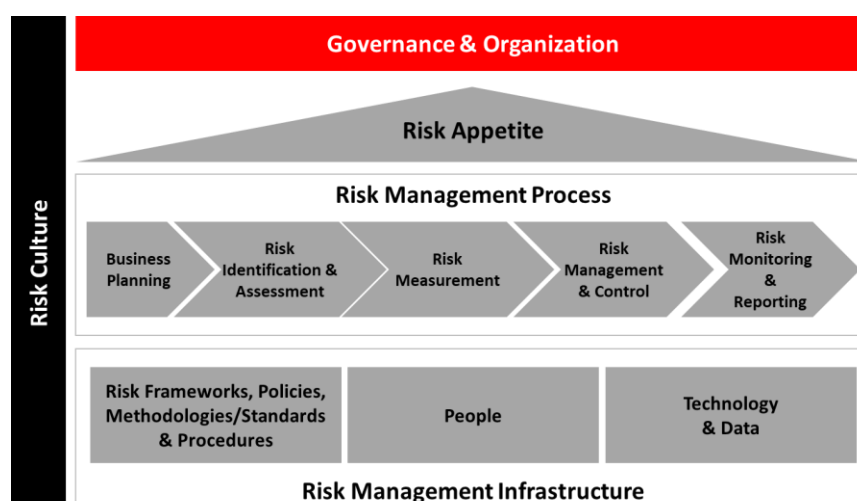 Governance & Organization
Risk Culture
Risk Appetite
Risk Management Process
Business
Planning
Risk
Identification &
Assessment
Risk
Measurement
Risk
Management
& Control
Risk
Monitoring
&
Reporting
Risk Frameworks, Policies,
Methodologies/Standards
& Procedures
People
Technology
& Data
Risk Management Infrastructure